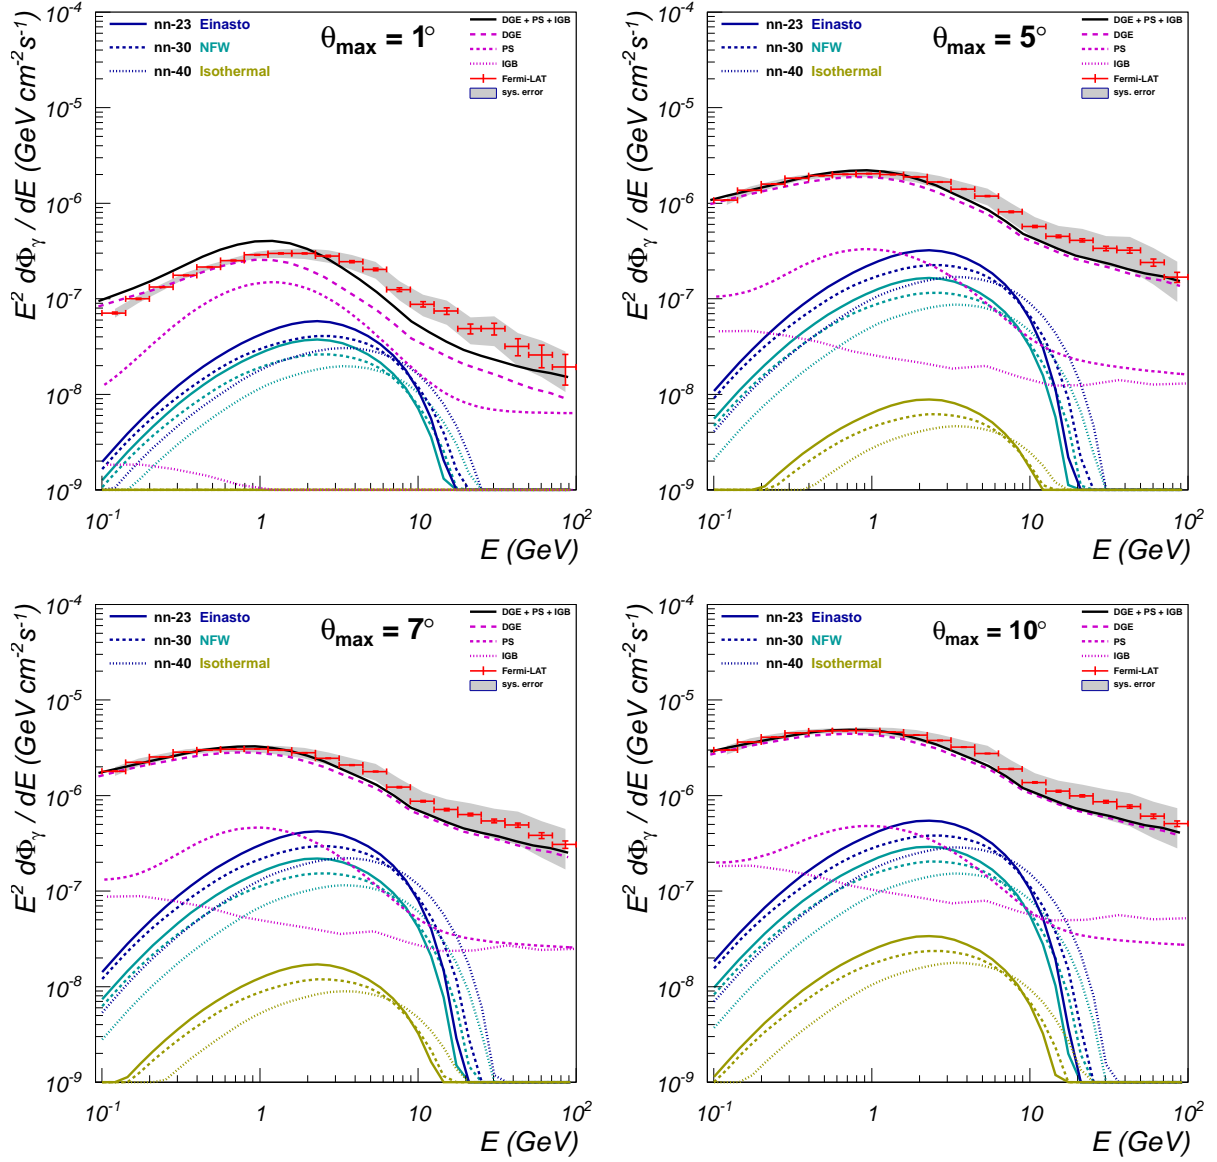 E² dΦγ / dE (GeV cm⁻² s⁻¹)
10⁻⁴
10⁻⁵
10⁻⁶
10⁻⁷
10⁻⁸
10⁻⁹
nn-23 Einasto
nn-30 NFW
nn-40 Isothermal
θmax = 1°
DGE + PS + IGB
DGE
PS
IGB
Fermi-LAT
sys. error
10⁻¹ 1 10 10²
E (GeV)
E² dΦγ / dE (GeV cm⁻² s⁻¹)
10⁻⁴
10⁻⁵
10⁻⁶
10⁻⁷
10⁻⁸
10⁻⁹
nn-23 Einasto
nn-30 NFW
nn-40 Isothermal
θmax = 5°
DGE + PS + IGB
DGE
PS
IGB
Fermi-LAT
sys. error
10⁻¹ 1 10 10²
E (GeV)
E² dΦγ / dE (GeV cm⁻² s⁻¹)
10⁻⁴
10⁻⁵
10⁻⁶
10⁻⁷
10⁻⁸
10⁻⁹
nn-23 Einasto
nn-30 NFW
nn-40 Isothermal
θmax = 7°
DGE + PS + IGB
DGE
PS
IGB
Fermi-LAT
sys. error
10⁻¹ 1 10 10²
E (GeV)
E² dΦγ / dE (GeV cm⁻² s⁻¹)
10⁻⁴
10⁻⁵
10⁻⁶
10⁻⁷
10⁻⁸
10⁻⁹
nn-23 Einasto
nn-30 NFW
nn-40 Isothermal
θmax = 10°
DGE + PS + IGB
DGE
PS
IGB
Fermi-LAT
sys. error
10⁻¹ 1 10 10²
E (GeV)